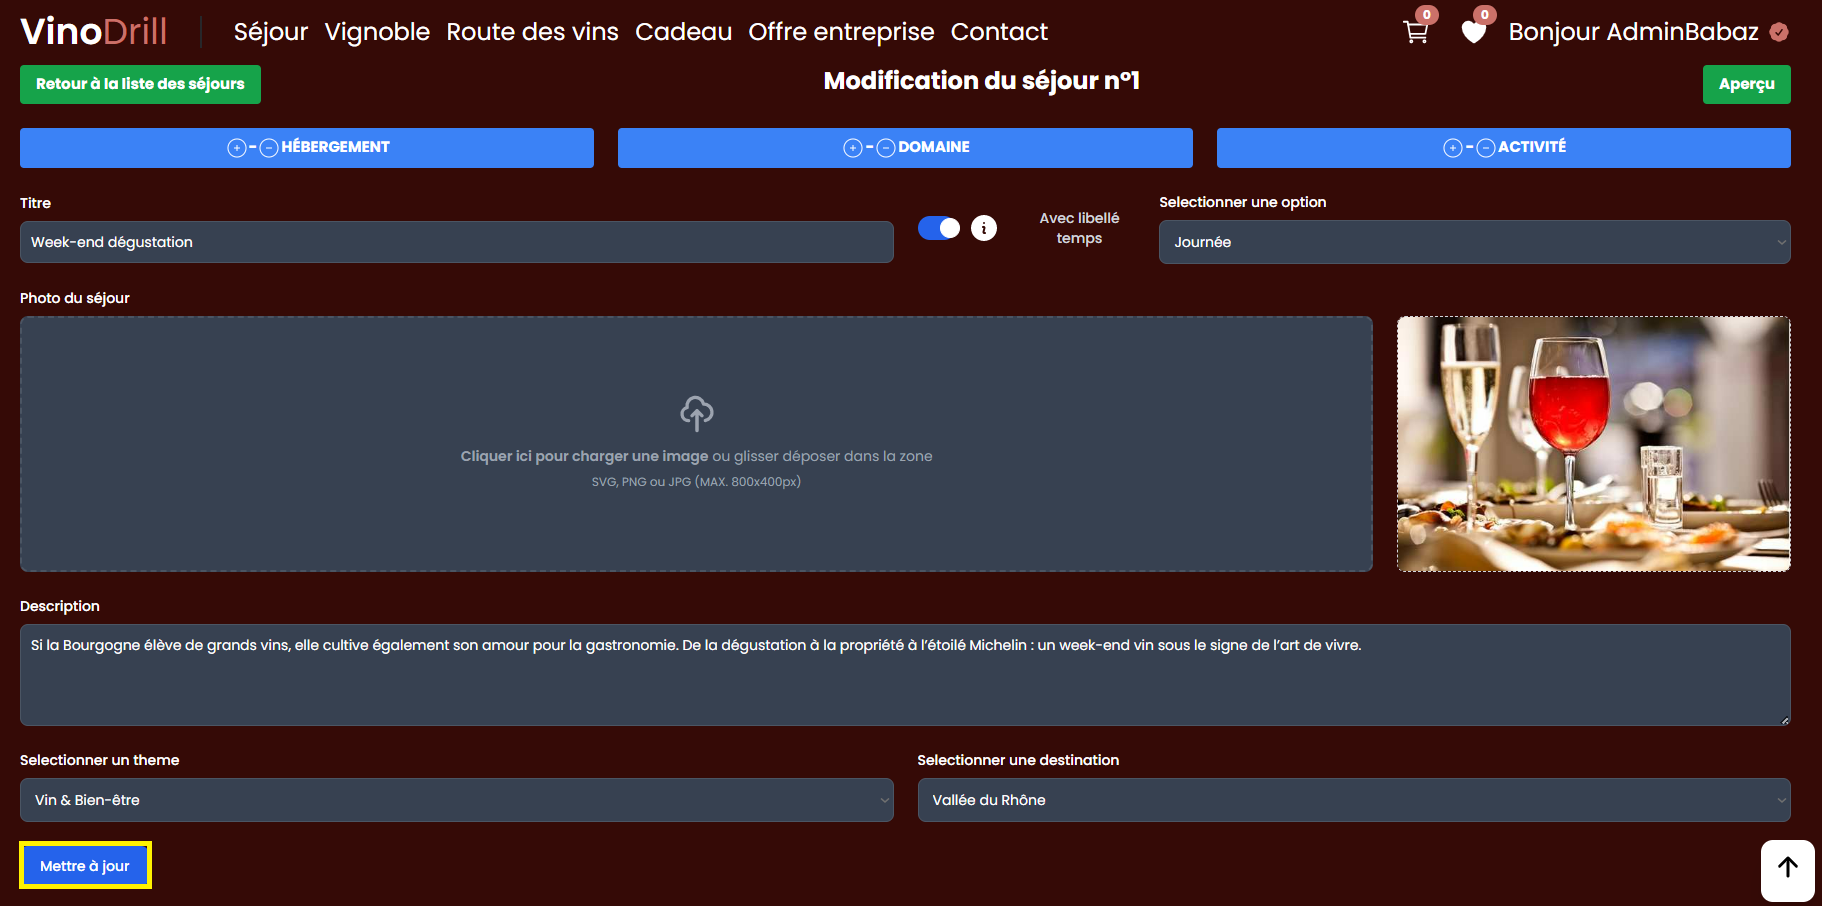 VinoDrill
Séjour Vignoble Route des vins Cadeau Offre entreprise Contact
0
0
Bonjour AdminBabaz
Retour à la liste des séjours
Modification du séjour n°1
Aperçu
HÉBERGEMENT
DOMAINE
ACTIVITÉ
Titre
Week-end dégustation
Avec libellé
temps
Selectionner une option
Journée
Photo du séjour
Cliquer ici pour charger une image ou glisser déposer dans la zone
SVG, PNG ou JPG (MAX. 800x400px)
Description
Si la Bourgogne élève de grands vins, elle cultive également son amour pour la gastronomie. De la dégustation à la propriété à l’étoilé Michelin : un week-end vin sous le signe de l’art de vivre.
Selectionner un theme
Vin & Bien-être
Selectionner une destination
Vallée du Rhône
Mettre à jour